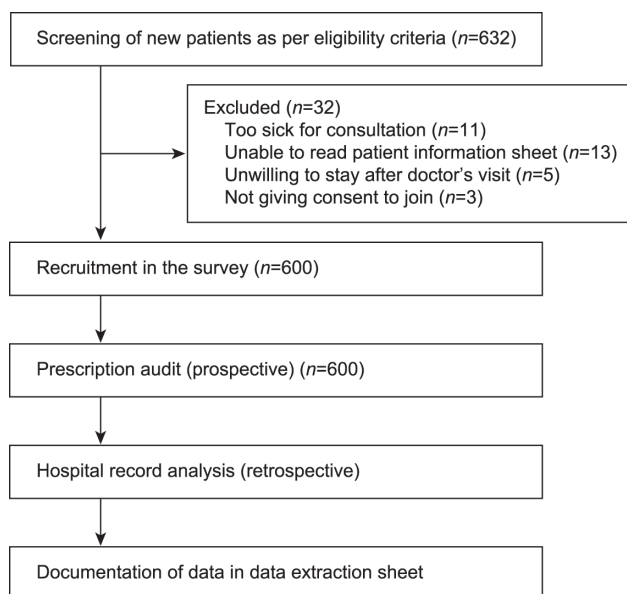 Screening of new patients as per eligibility criteria (n=632)
Excluded (n=32)
Too sick for consultation (n=11)
Unable to read patient information sheet (n=13)
Unwilling to stay after doctor's visit (n=5)
Not giving consent to join (n=3)
Recruitment in the survey (n=600)
Prescription audit (prospective) (n=600)
Hospital record analysis (retrospective)
Documentation of data in data extraction sheet